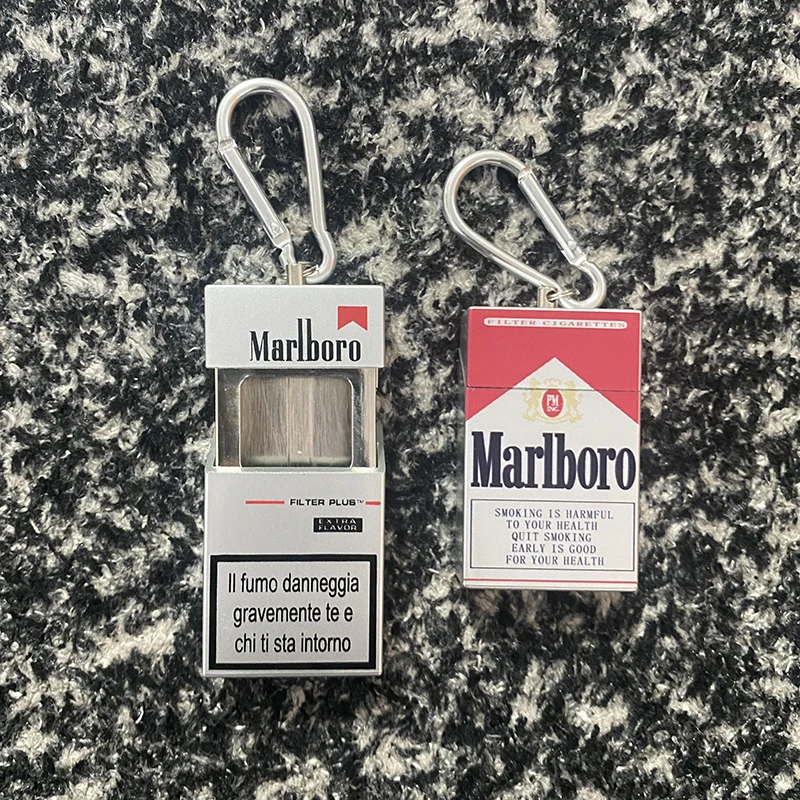 Marlboro
FILTER PLUS™
EXTRA
FLAVOR
Il fumo danneggia
gravemente te e
chi ti sta intorno
FILTER CIGARETTES
PM
INC.
Marlboro
SMOKING IS HARMFUL
TO YOUR HEALTH
QUIT SMOKING
EARLY IS GOOD
FOR YOUR HEALTH